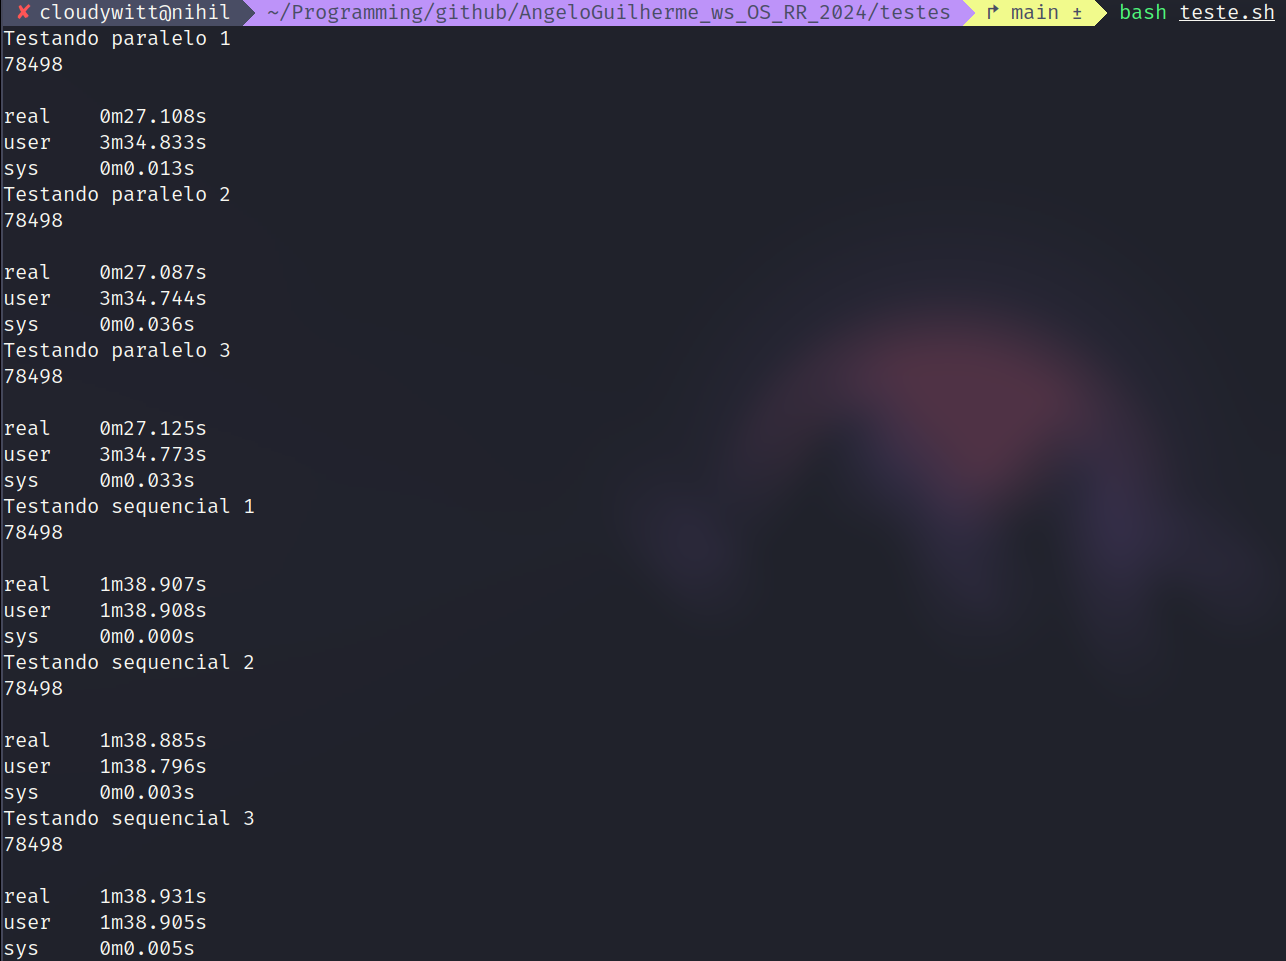 ✘ cloudywitt@nihil ~/Programming/github/AngeloGuilherme_ws_OS_RR_2024/testes main ± bash teste.sh
Testando paralelo 1
78498
real 0m27.108s
user 3m34.833s
sys 0m0.013s
Testando paralelo 2
78498
real 0m27.087s
user 3m34.744s
sys 0m0.036s
Testando paralelo 3
78498
real 0m27.125s
user 3m34.773s
sys 0m0.033s
Testando sequencial 1
78498
real 1m38.907s
user 1m38.908s
sys 0m0.000s
Testando sequencial 2
78498
real 1m38.885s
user 1m38.796s
sys 0m0.003s
Testando sequencial 3
78498
real 1m38.931s
user 1m38.905s
sys 0m0.005s